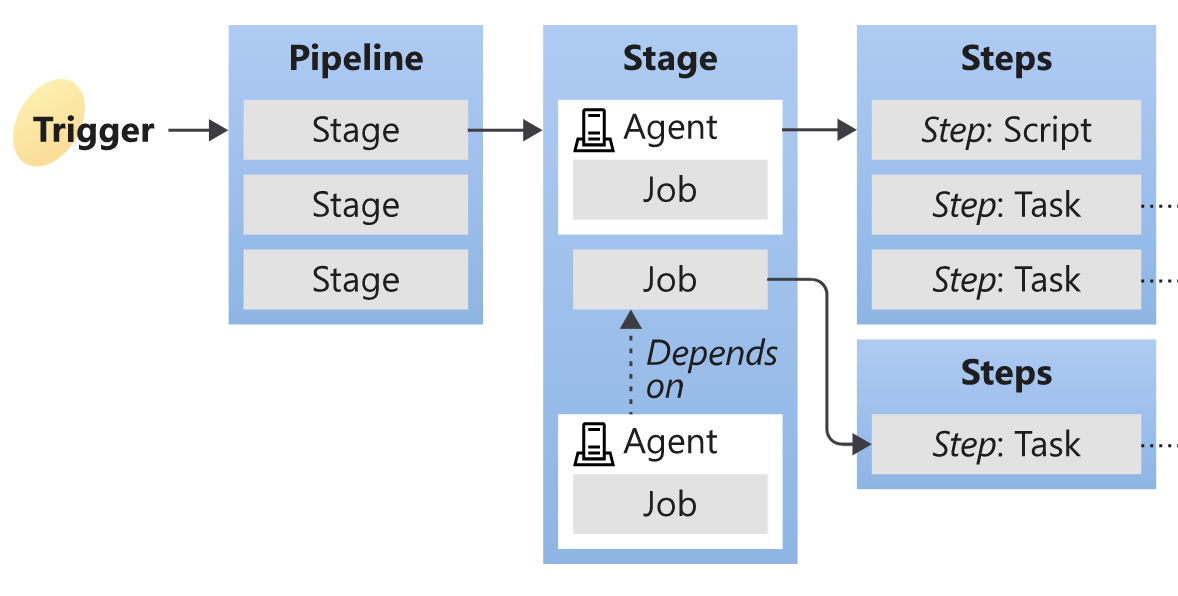 Trigger
Pipeline
Stage
Stage
Stage
Stage
Agent
Job
Job
Depends
on
Agent
Job
Steps
Step: Script
Step: Task
Step: Task
Steps
Step: Task